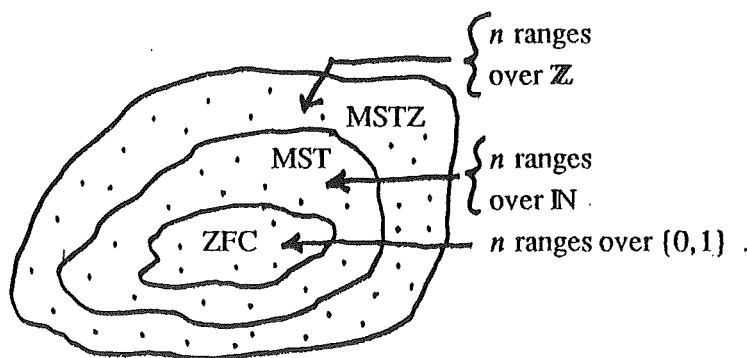 n ranges
over ℤ
MSTZ
MST
n ranges
over ℕ
ZFC
n ranges over {0, 1} .